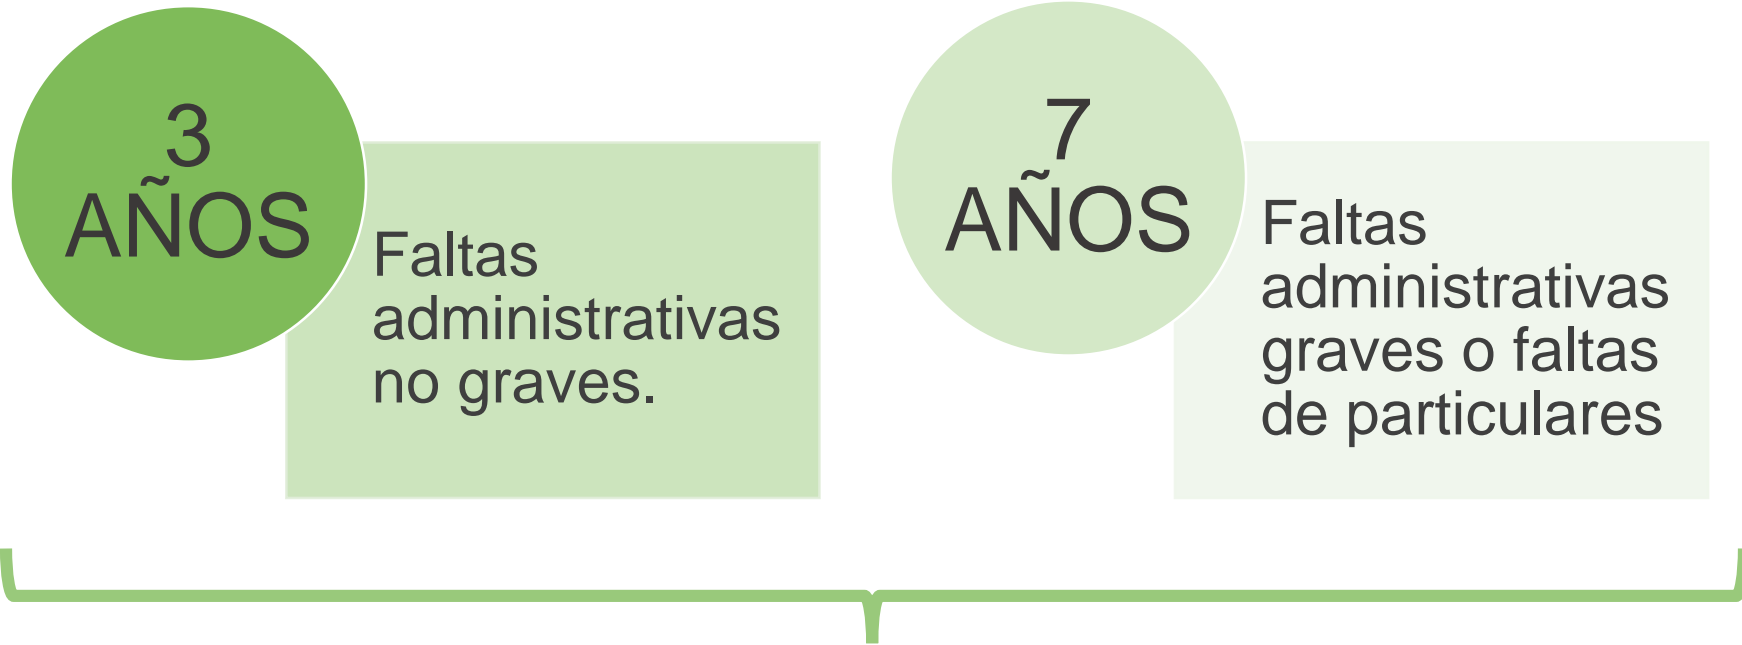 3
AÑOS
Faltas
administrativas
no graves.
7
AÑOS
Faltas
administrativas
graves o faltas
de particulares